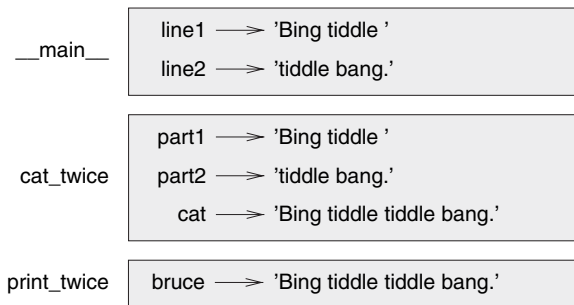 line1 ’Bing tiddle ’
__main__
line2 ’tiddle bang.’
part1 ’Bing tiddle ’
cat_twice part2 ’tiddle bang.’
cat ’Bing tiddle tiddle bang.’
print_twice bruce ’Bing tiddle tiddle bang.’